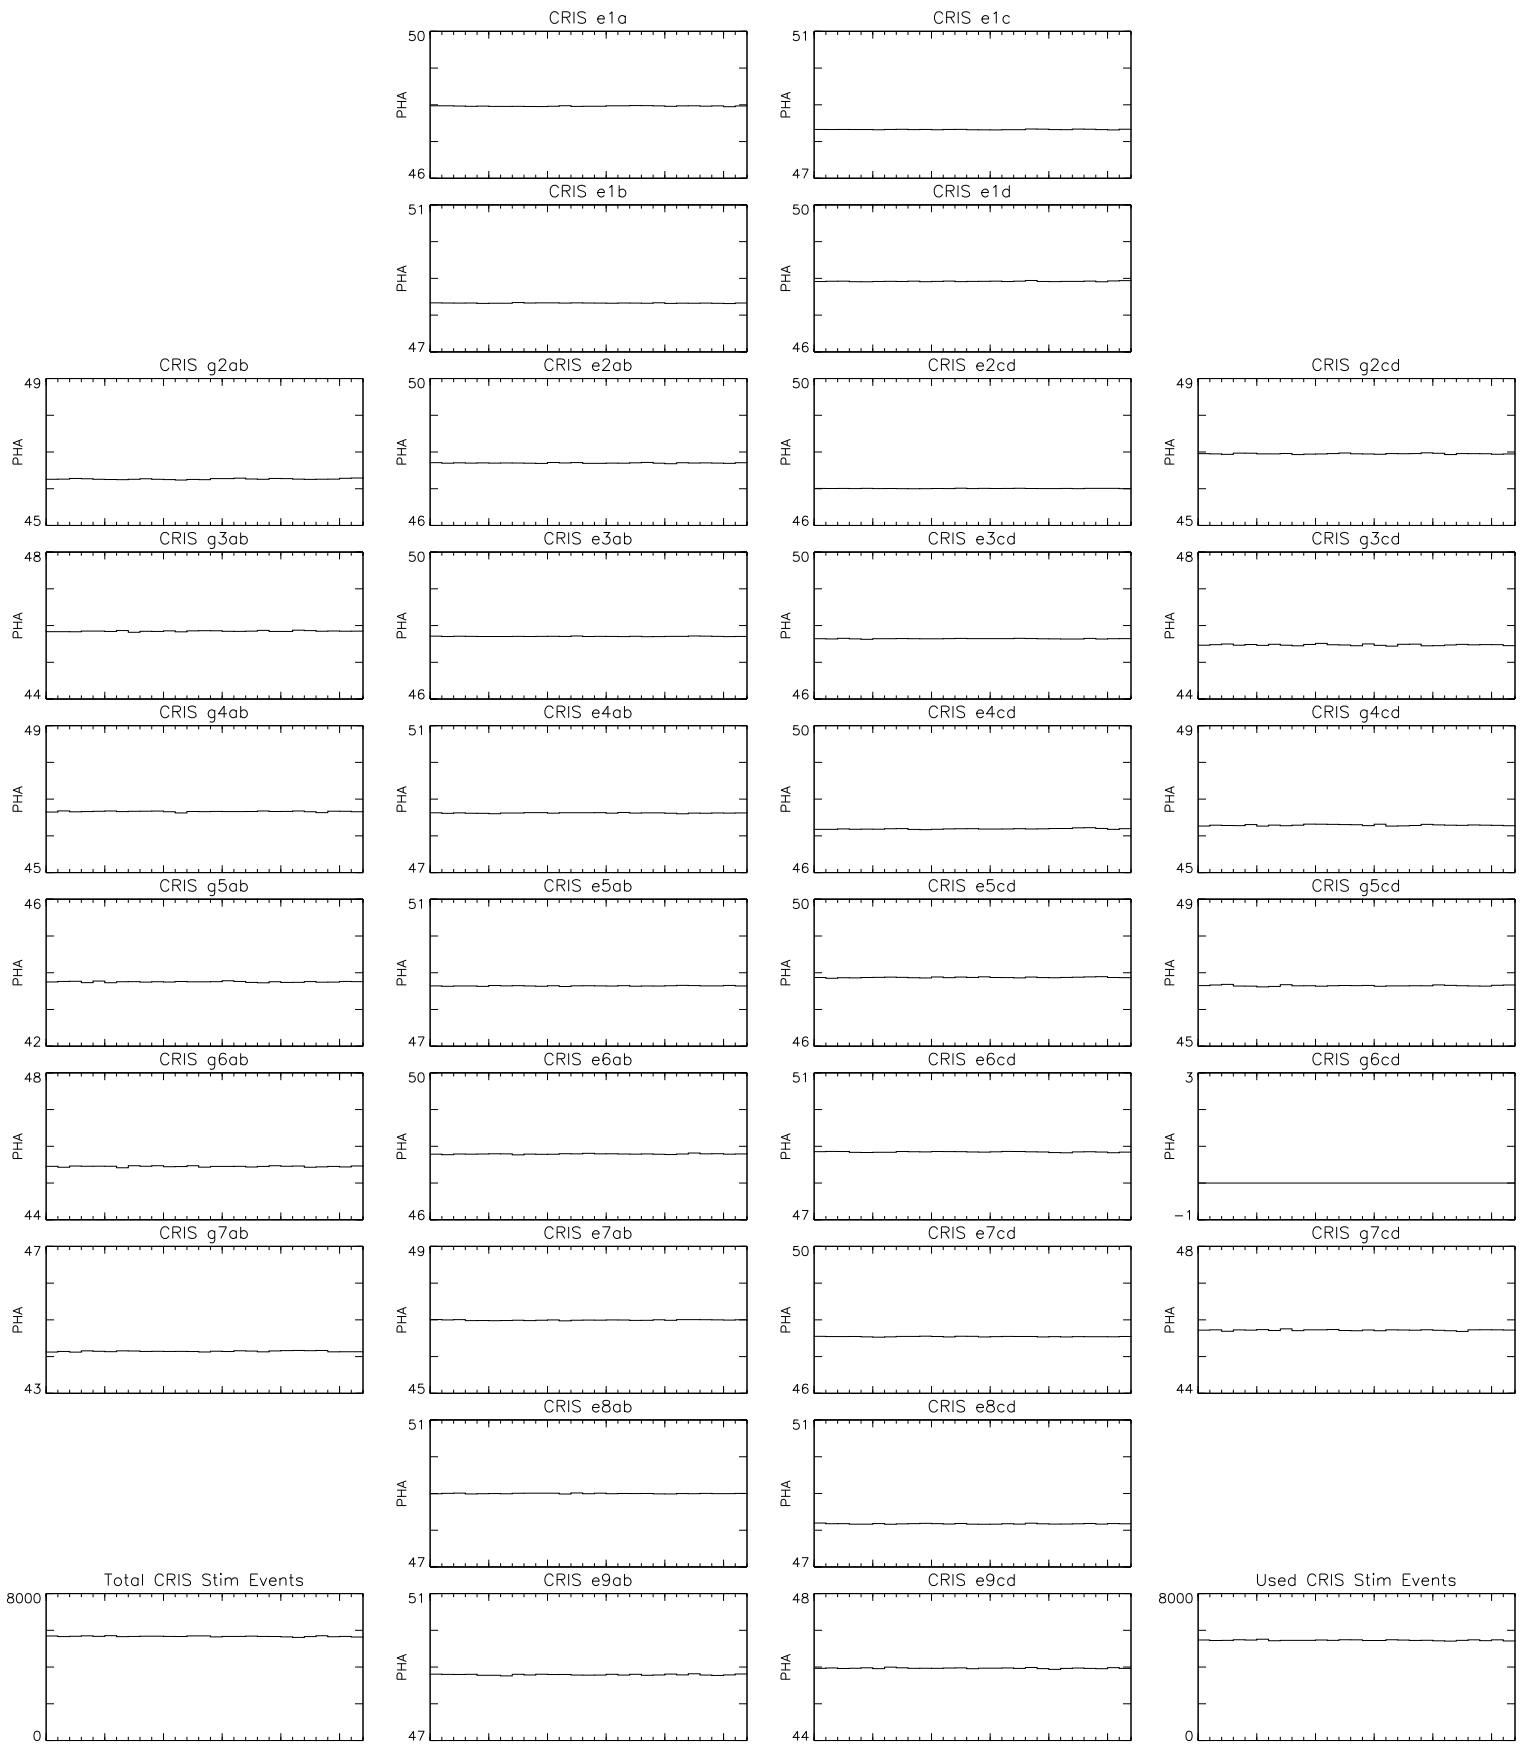 CRIS e1a
50
PHA
46
CRIS e1c
51
PHA
47
CRIS e1b
51
PHA
47
CRIS e1d
50
PHA
46
CRIS g2ab
49
PHA
45
CRIS e2ab
50
PHA
46
CRIS e2cd
50
PHA
46
CRIS g2cd
49
PHA
45
CRIS g3ab
48
PHA
44
CRIS e3ab
50
PHA
46
CRIS e3cd
50
PHA
46
CRIS g3cd
48
PHA
44
CRIS g4ab
49
PHA
45
CRIS e4ab
51
PHA
47
CRIS e4cd
50
PHA
46
CRIS g4cd
49
PHA
45
CRIS g5ab
46
PHA
42
CRIS e5ab
51
PHA
47
CRIS e5cd
50
PHA
46
CRIS g5cd
49
PHA
45
CRIS g6ab
48
PHA
44
CRIS e6ab
50
PHA
46
CRIS e6cd
51
PHA
47
CRIS g6cd
3
PHA
−1
CRIS g7ab
47
PHA
43
CRIS e7ab
49
PHA
45
CRIS e7cd
50
PHA
46
CRIS g7cd
48
PHA
44
CRIS e8ab
51
PHA
47
CRIS e8cd
51
PHA
47
Total CRIS Stim Events
8000
0
CRIS e9ab
51
PHA
47
CRIS e9cd
48
PHA
44
Used CRIS Stim Events
8000
0